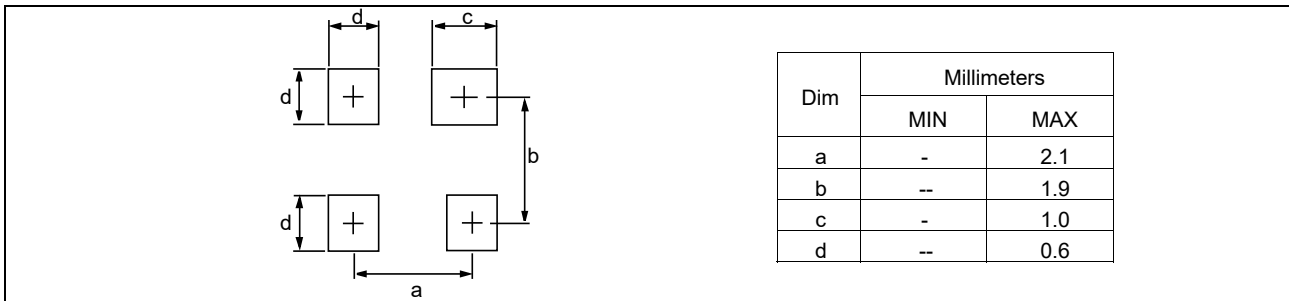 d
c
d
b
d
a
Dim Millimeters
MIN MAX
a - 2.1
b -- 1.9
c - 1.0
d -- 0.6